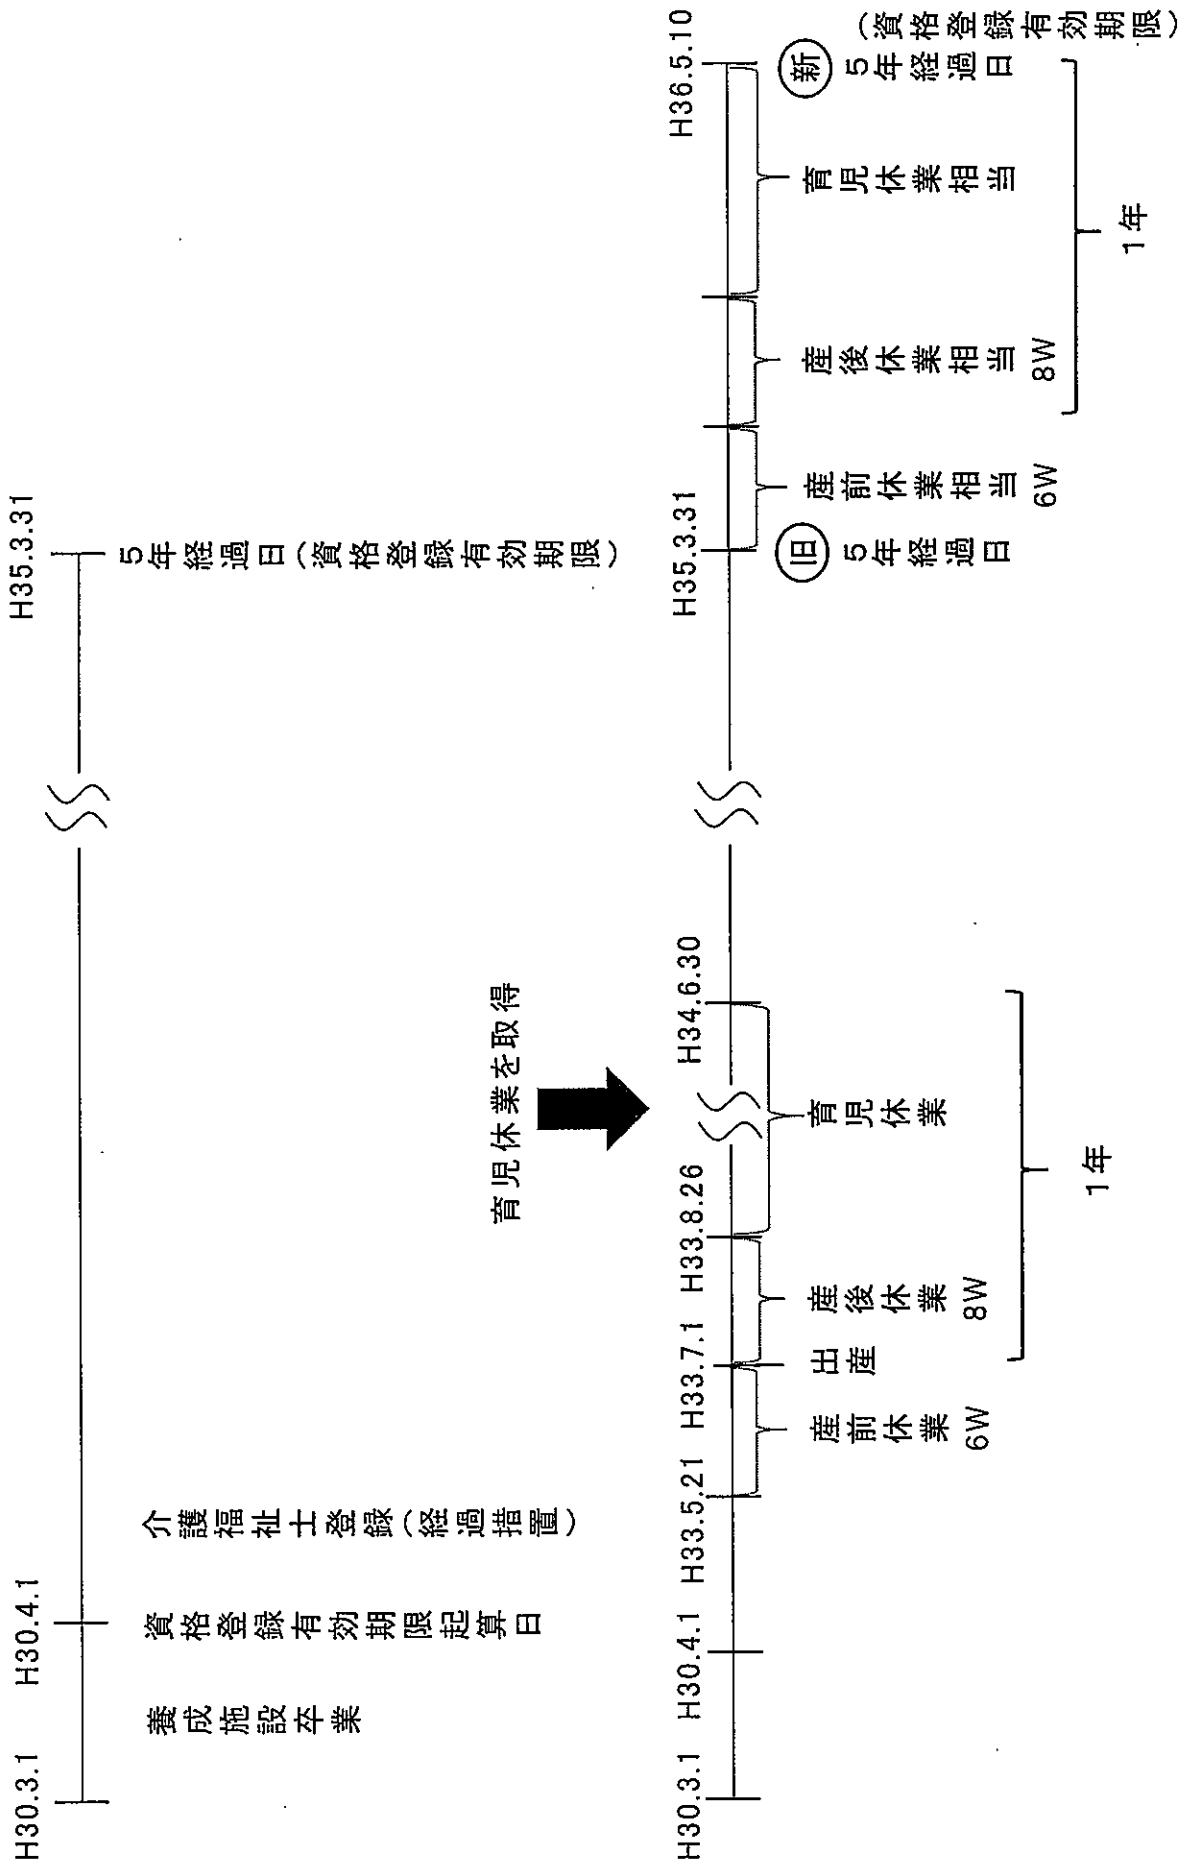 H30.3.1
H30.4.1
H35.3.31
養成施設卒業
資格登録有効期限起算日
介護福祉士登録(経過措置)
5年経過日(資格登録有効期限)
育児休業を取得
H30.3.1
H30.4.1
H33.5.21
H33.7.1
H33.8.26
H34.6.30
H35.3.31
H36.5.10
産前休業
6W
出産
産後休業
8W
育児休業
1年
旧
5年経過日
産前休業相当
6W
産後休業相当
8W
育児休業相当
新
5年経過日
(資格登録有効期限)
1年